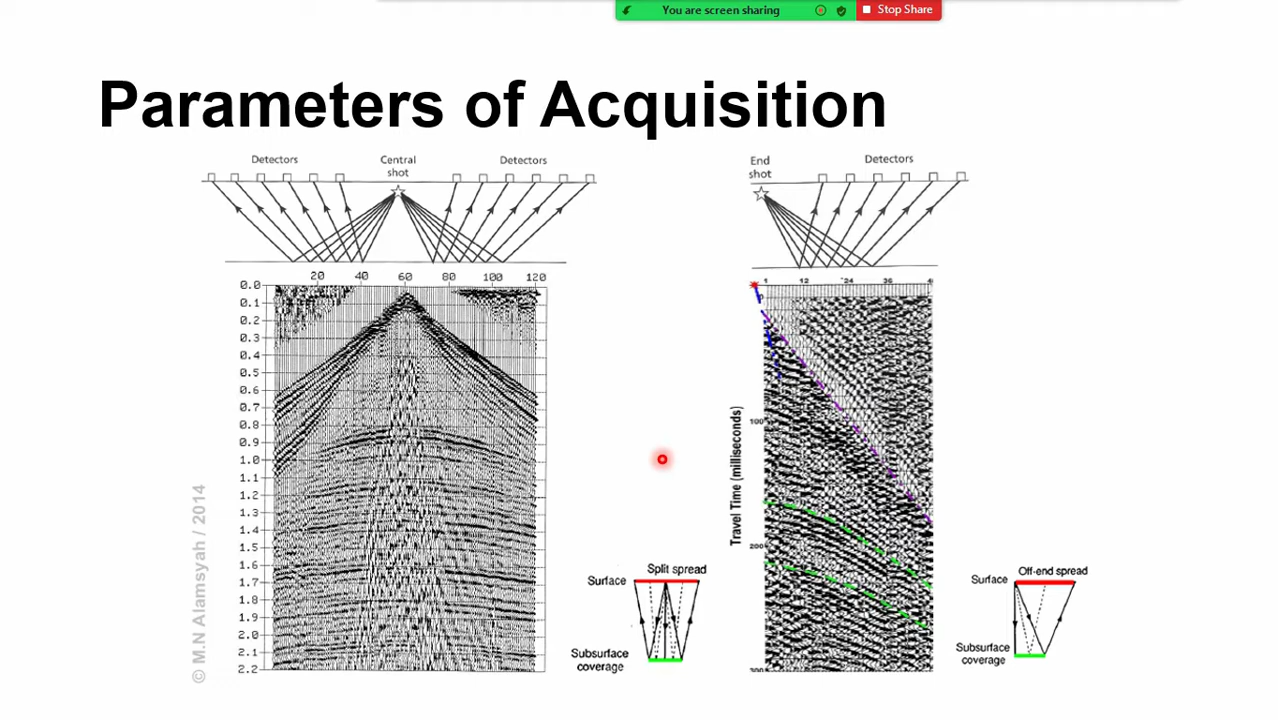 You are screen sharing
Stop Share
Parameters of Acquisition
Detectors
Central
shot
Detectors
End
shot
Detectors
20 40 60 80 100 120
0.0
0.1
0.2
0.3
0.4
0.5
0.6
0.7
0.8
0.9
1.0
1.1
1.2
1.3
1.4
1.5
1.6
1.7
1.8
1.9
2.0
2.1
2.2
12 24 36
Travel Time (milliseconds)
100
200
© M.N Alamsyah / 2014
Split spread
Surface
Subsurface
coverage
Off-end spread
Surface
Subsurface
coverage